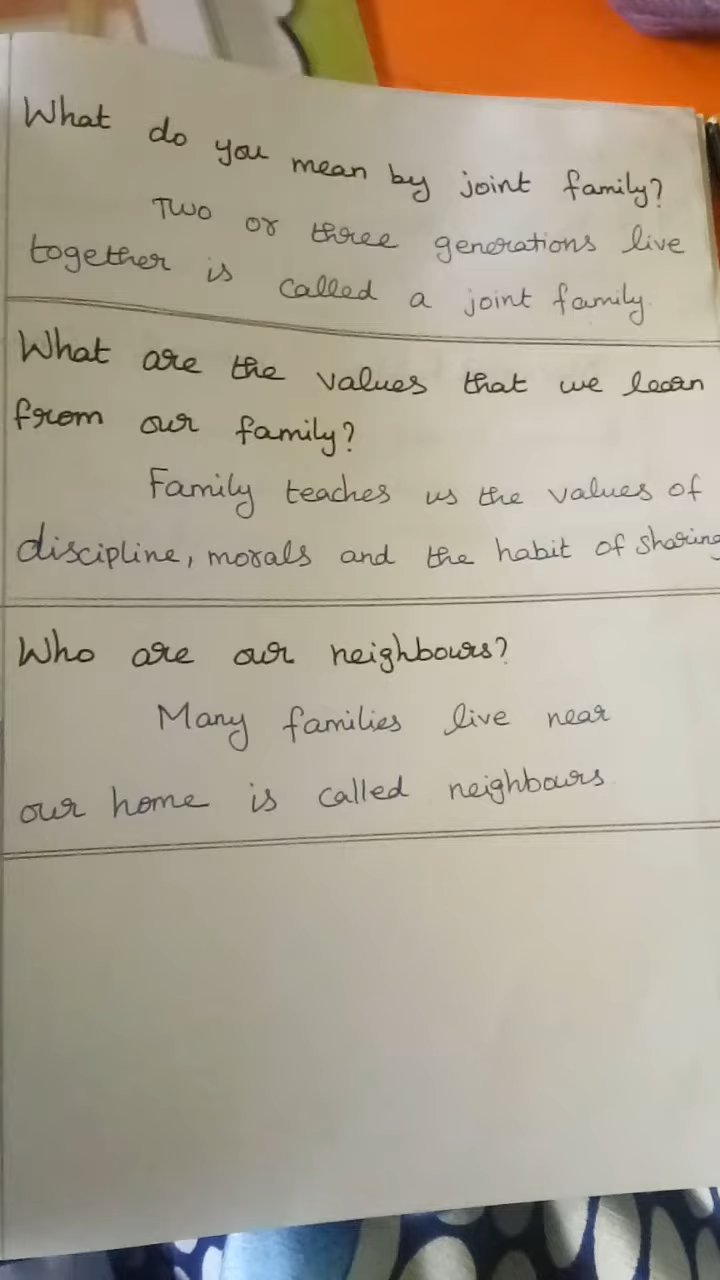 What do you mean by joint family?
Two or three generations live
together is called a joint family.
What are the values that we learn
from our family?
Family teaches us the values of
discipline, morals and the habit of sharing
Who are our neighbours?
Many families live near
our home is called neighbours